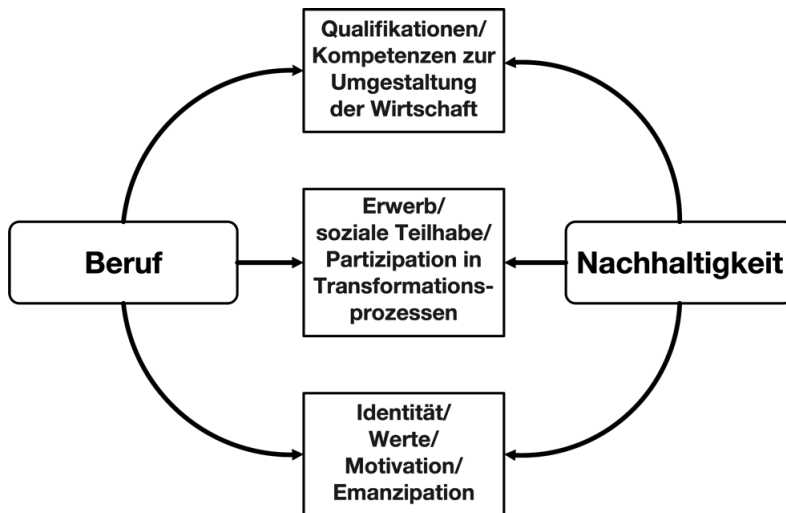 Qualifikationen/
Kompetenzen zur
Umgestaltung
der Wirtschaft
Beruf
Erwerb/
soziale Teilhabe/
Partizipation in
Transformations-
prozessen
Nachhaltigkeit
Identität/
Werte/
Motivation/
Emanzipation